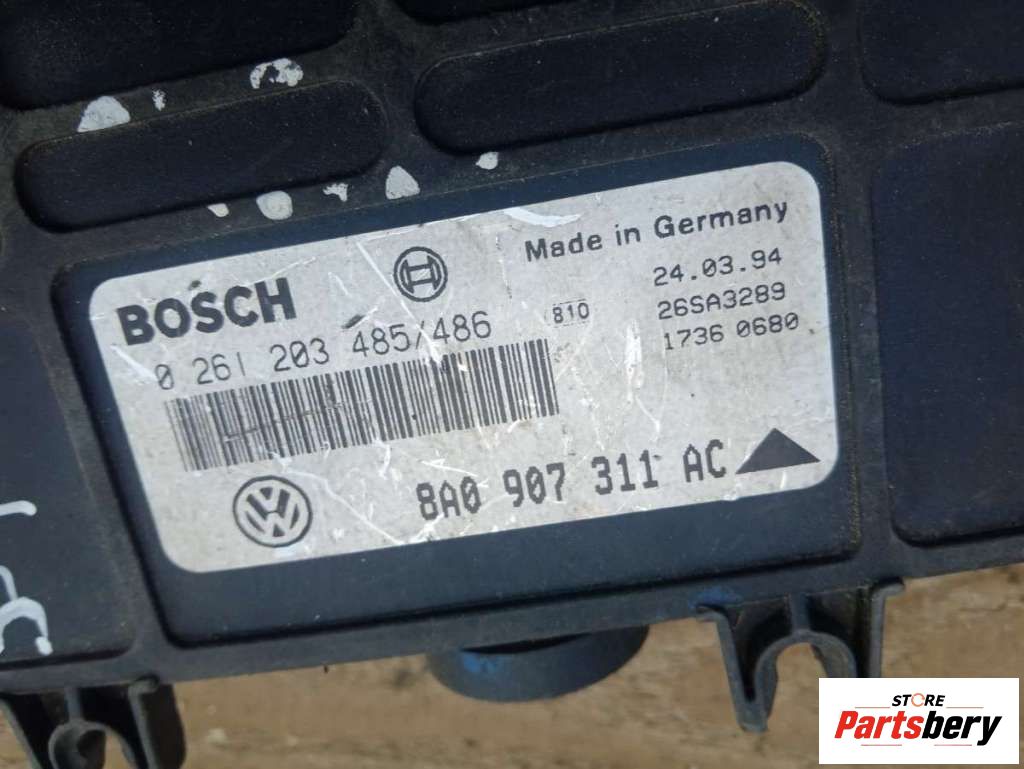 BOSCH
Made in Germany
0 261 203 485/486
810
24.03.94
26SA3289
1736 0680
8A0 907 311 AC
STORE
Partsbery